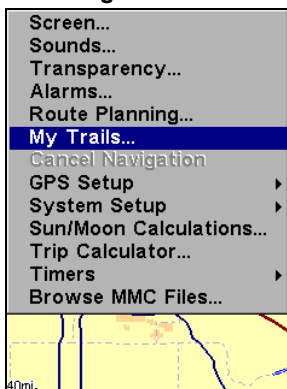 Screen...
Sounds...
Transparency...
Alarms...
Route Planning...
My Trails...
Cancel Navigation
GPS Setup
System Setup
Sun/Moon Calculations...
Trip Calculator...
Timers
Browse MMC Files...
40mi.